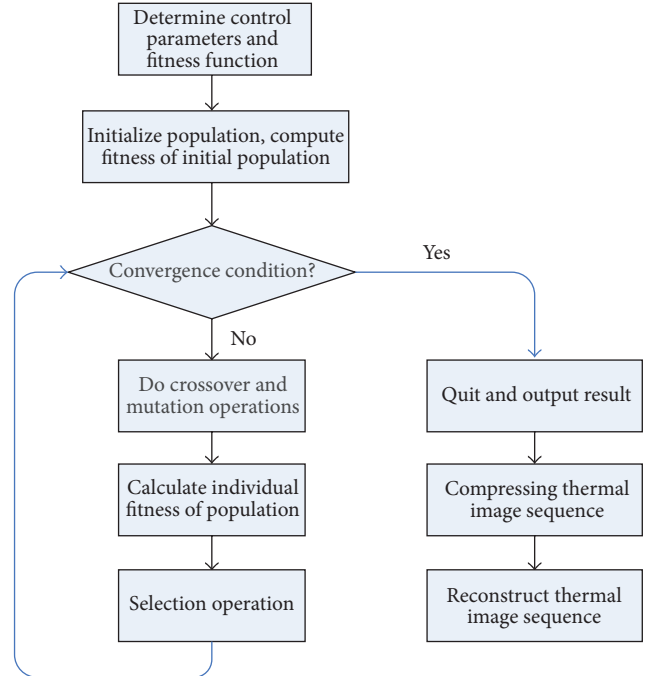 Determine control
parameters and
fitness function
Initialize population, compute
fitness of initial population
Convergence condition?
Yes
No
Do crossover and
mutation operations
Quit and output result
Calculate individual
fitness of population
Compressing thermal
image sequence
Selection operation
Reconstruct thermal
image sequence